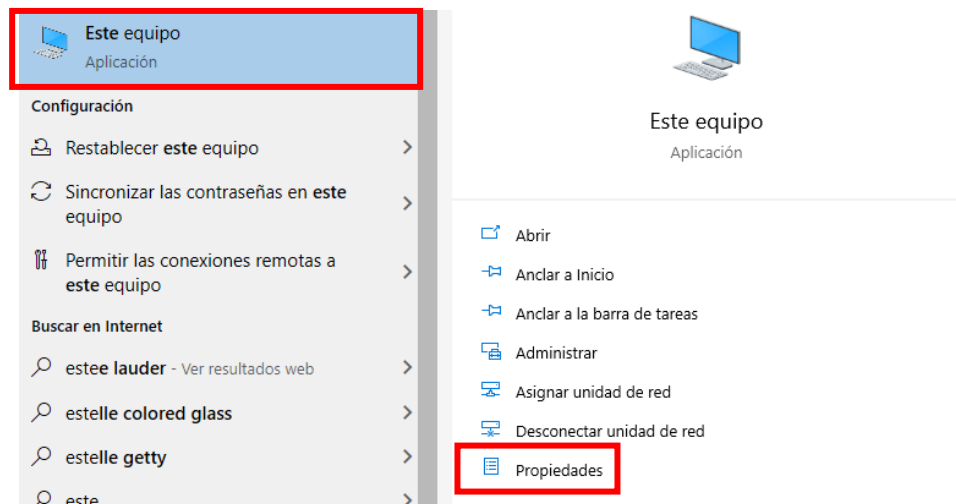 Este equipo
Aplicación
Configuración
Restablecer este equipo
Sincronizar las contraseñas en este
equipo
Permitir las conexiones remotas a
este equipo
Buscar en Internet
estee lauder - Ver resultados web
estelle colored glass
estelle getty
este
Este equipo
Aplicación
Abrir
Anclar a Inicio
Anclar a la barra de tareas
Administrar
Asignar unidad de red
Desconectar unidad de red
Propiedades